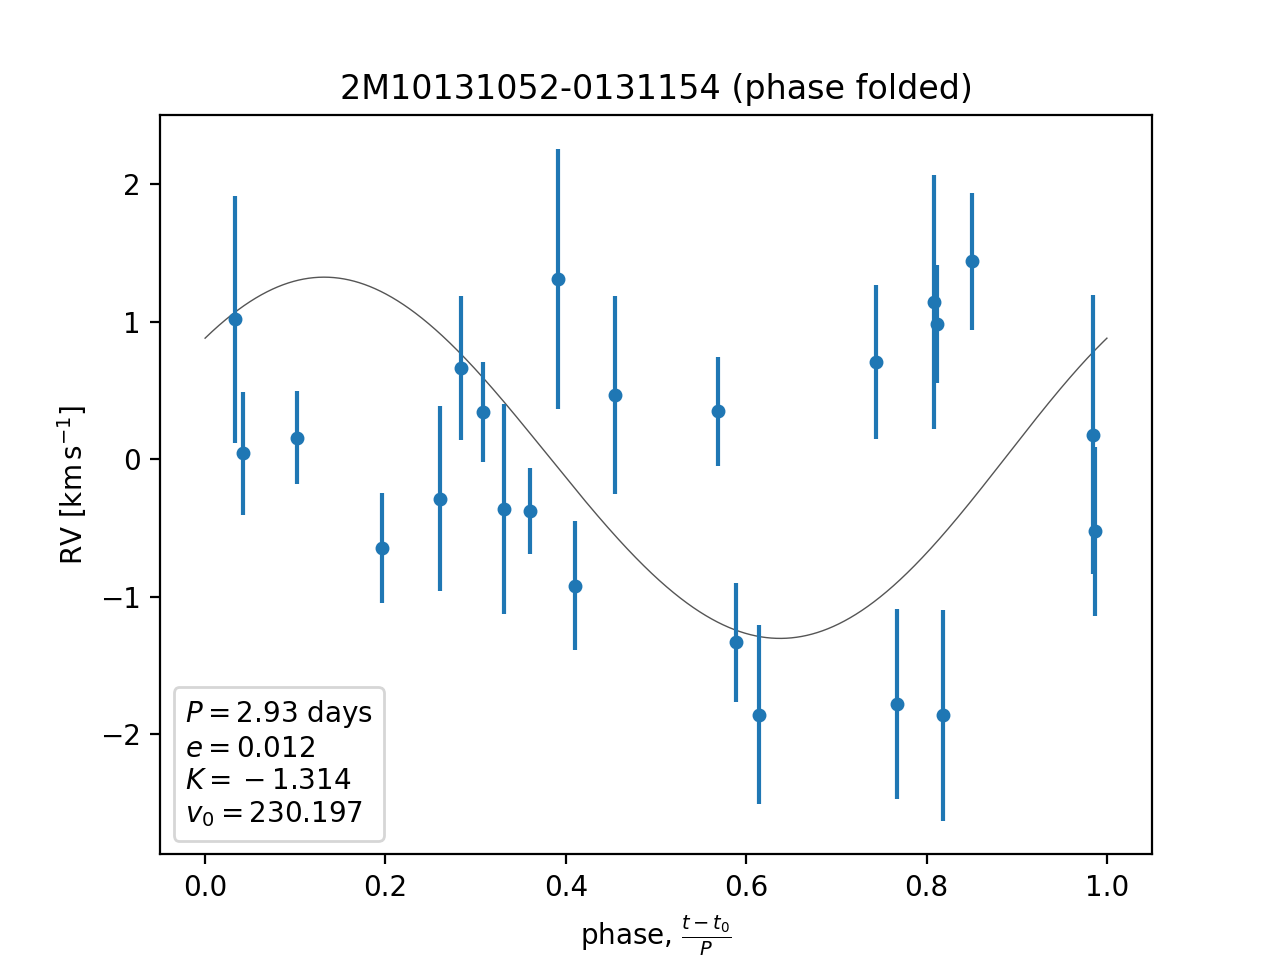 2M10131052-0131154 (phase folded)
RV [km s⁻¹]
2
1
0
−1
−2
P = 2.93 days
e = 0.012
K = −1.314
v₀ = 230.197
0.0 0.2 0.4 0.6 0.8 1.0
phase, (t − t₀)/P